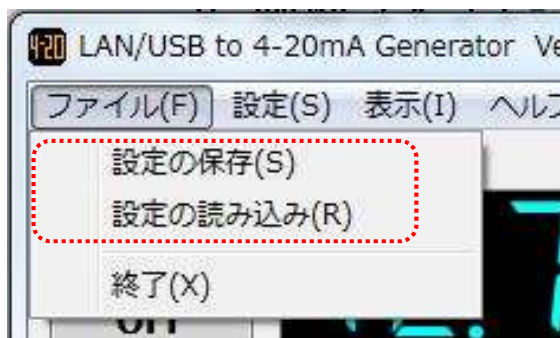 4-20 LAN/USB to 4-20mA Generator
ファイル(F) 設定(S) 表示(I)
設定の保存(S)
設定の読み込み(R)
終了(X)